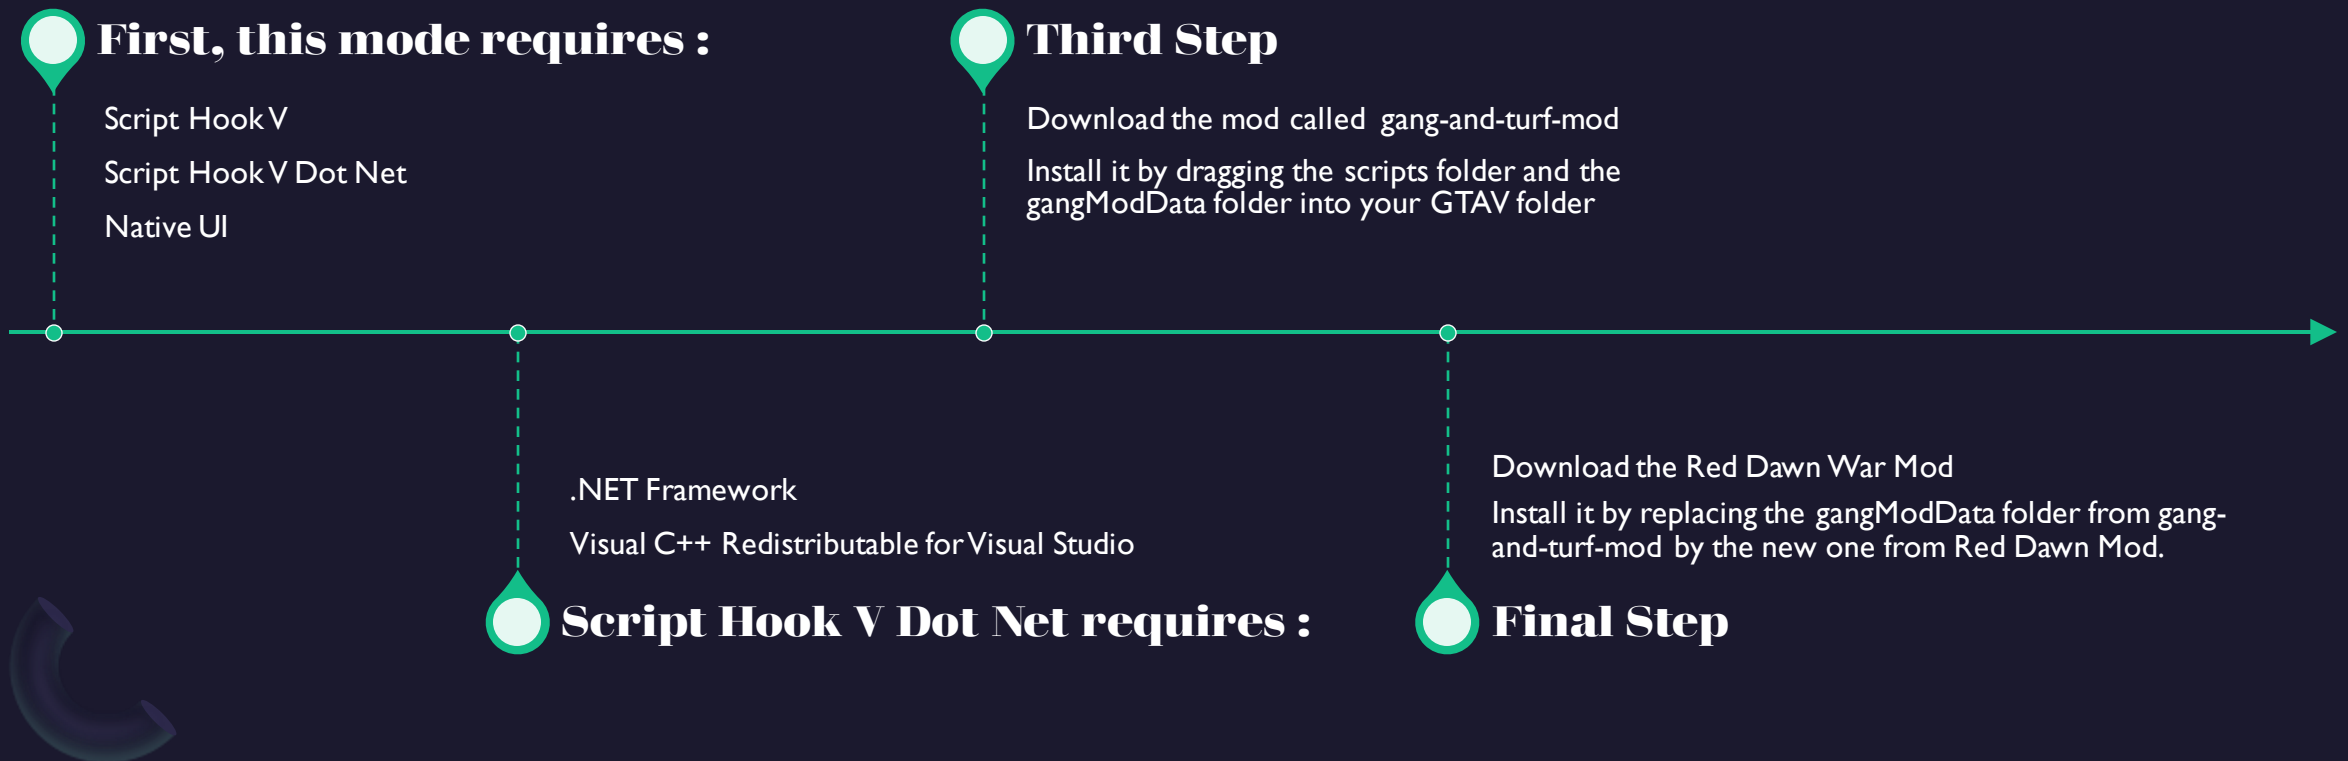 First, this mode requires :
Script Hook V
Script Hook V Dot Net
Native UI
.NET Framework
Visual C++ Redistributable for Visual Studio
Script Hook V Dot Net requires :
Third Step
Download the mod called gang-and-turf-mod
Install it by dragging the scripts folder and the
gangModData folder into your GTAV folder
Download the Red Dawn War Mod
Install it by replacing the gangModData folder from gang-
and-turf-mod by the new one from Red Dawn Mod.
Final Step